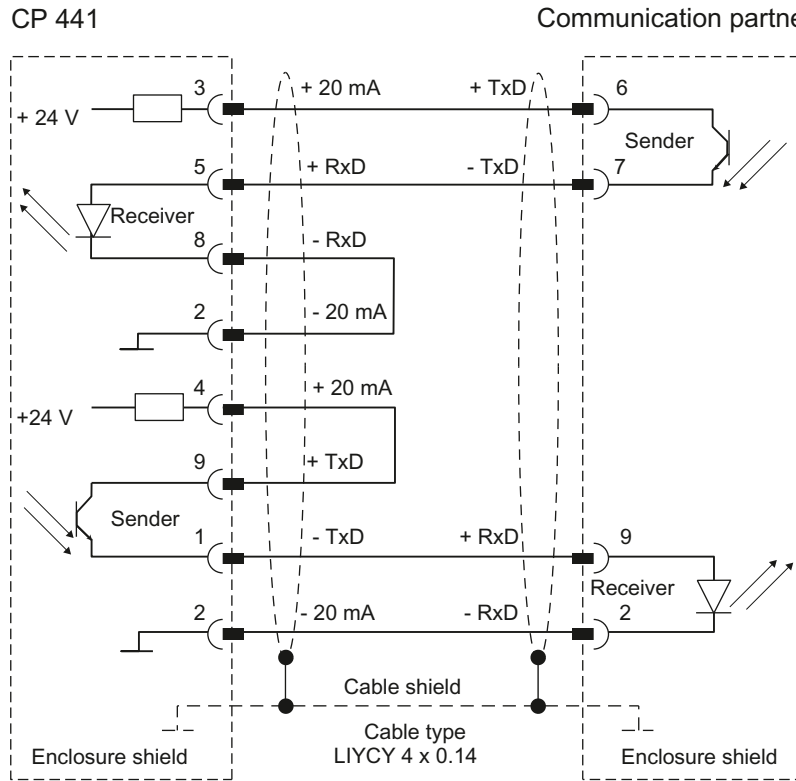 CP 441
Communication partne
3
+ 20 mA
+ TxD
6
+ 24 V
Sender
5
+ RxD
- TxD
7
Receiver
8
- RxD
2
- 20 mA
4
+ 20 mA
+24 V
9
+ TxD
Sender
1
- TxD
+ RxD
9
Receiver
2
- 20 mA
- RxD
2
Cable shield
Cable type
LIYCY 4 x 0.14
Enclosure shield
Enclosure shield